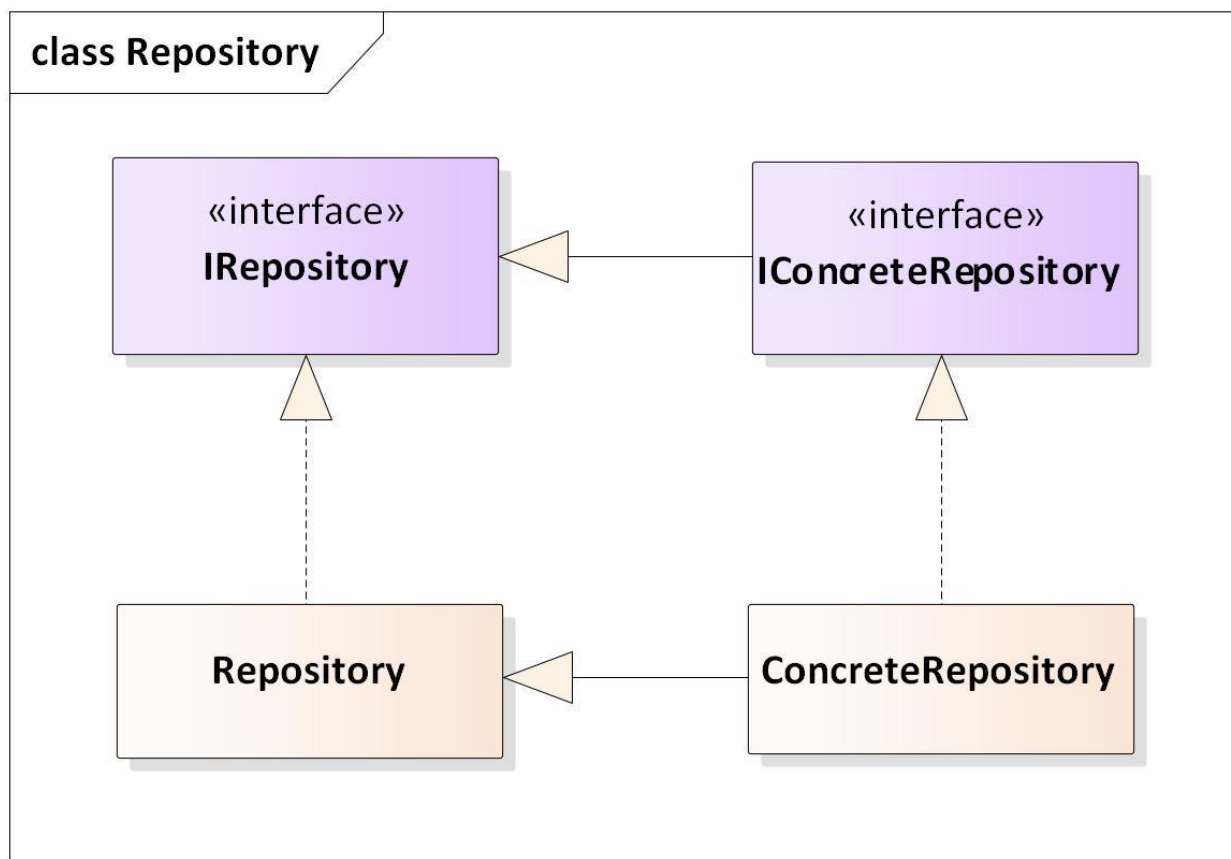 class Repository
«interface»
IRepository
«interface»
IConcreteRepository
Repository
ConcreteRepository